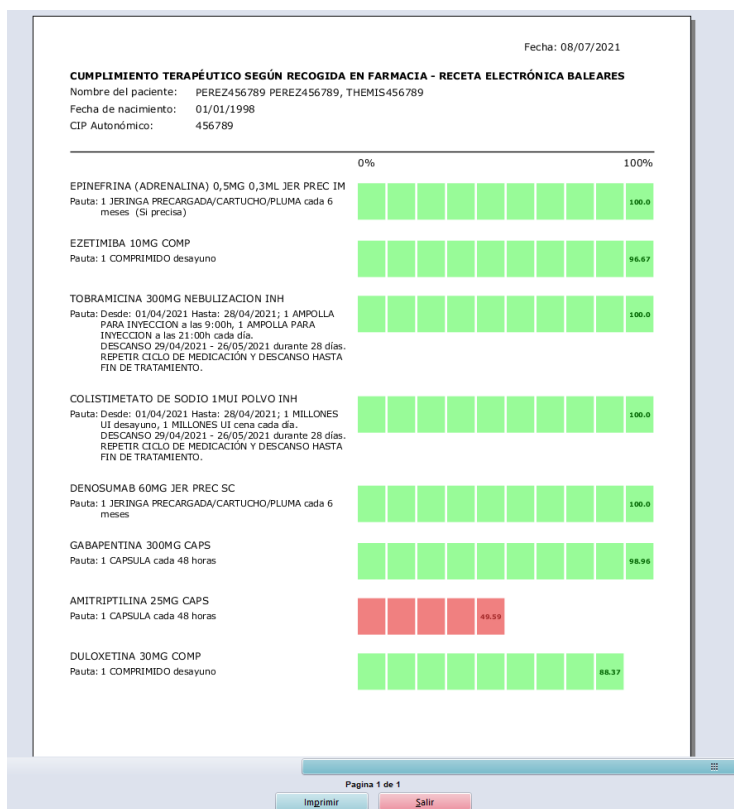 Fecha: 08/07/2021
CUMPLIMIENTO TERAPÉUTICO SEGÚN RECOGIDA EN FARMACIA - RECETA ELECTRÓNICA BALEARES
Nombre del paciente: PEREZ456789 PEREZ456789, THEMIS456789
Fecha de nacimiento: 01/01/1998
CIP Autonómico: 456789
0% 100%
EPINEFRINA (ADRENALINA) 0,5MG 0,3ML JER PREC IM
Pauta: 1 JERINGA PRECARGADA/CARTUCHO/PLUMA cada 6
meses (Si precisa)
100.0
EZETIMIBA 10MG COMP
Pauta: 1 COMPRIMIDO desayuno
96.67
TOBRAMICINA 300MG NEBULIZACION INH
Pauta: Desde: 01/04/2021 Hasta: 28/04/2021; 1 AMPOLLA
PARA INYECCION a las 9:00h, 1 AMPOLLA PARA
INYECCION a las 21:00h cada día.
DESCANSO 29/04/2021 - 26/05/2021 durante 28 días.
REPETIR CICLO DE MEDICACIÓN Y DESCANSO HASTA
FIN DE TRATAMIENTO.
100.0
COLISTIMETATO DE SODIO 1MUI POLVO INH
Pauta: Desde: 01/04/2021 Hasta: 28/04/2021; 1 MILLONES
UI desayuno, 1 MILLONES UI cena cada día.
DESCANSO 29/04/2021 - 26/05/2021 durante 28 días.
REPETIR CICLO DE MEDICACIÓN Y DESCANSO HASTA
FIN DE TRATAMIENTO.
100.0
DENOSUMAB 60MG JER PREC SC
Pauta: 1 JERINGA PRECARGADA/CARTUCHO/PLUMA cada 6
meses
100.0
GABAPENTINA 300MG CAPS
Pauta: 1 CAPSULA cada 48 horas
98.96
AMITRIPTILINA 25MG CAPS
Pauta: 1 CAPSULA cada 48 horas
49.59
DULOXETINA 30MG COMP
Pauta: 1 COMPRIMIDO desayuno
88.37
Pagina 1 de 1
Imprimir Salir